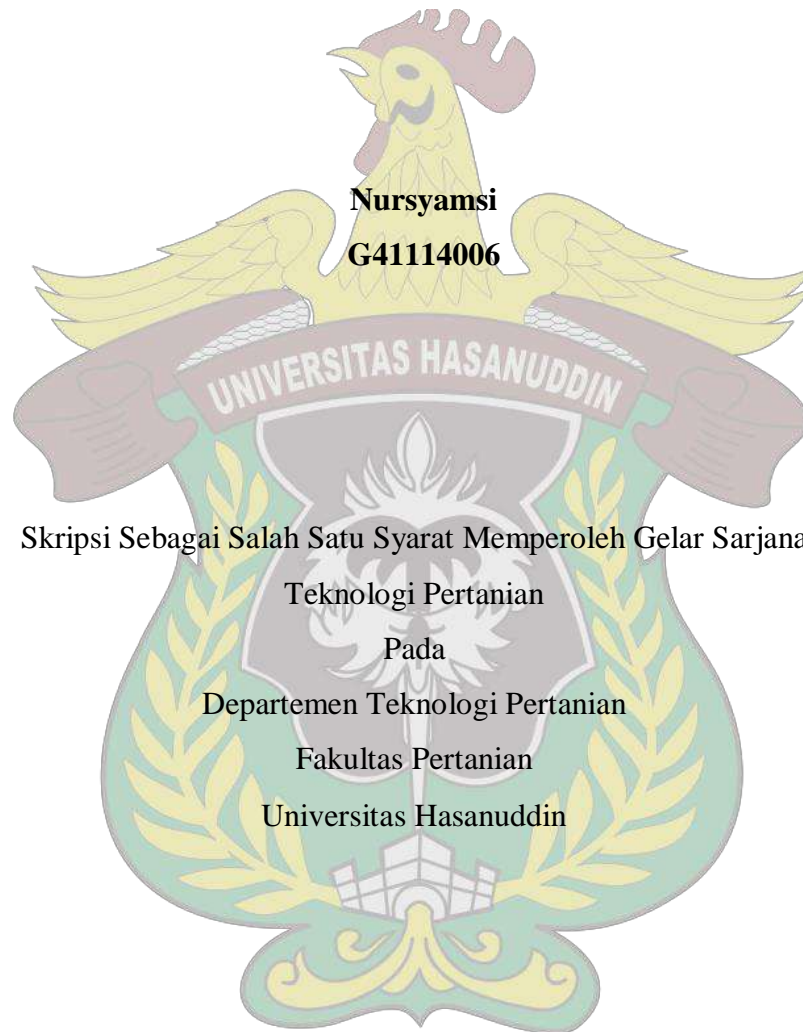 Nursyamsi
G41114006
UNIVERSITAS HASANUDDIN
Skripsi Sebagai Salah Satu Syarat Memperoleh Gelar Sarjana
Teknologi Pertanian
Pada
Departemen Teknologi Pertanian
Fakultas Pertanian
Universitas Hasanuddin